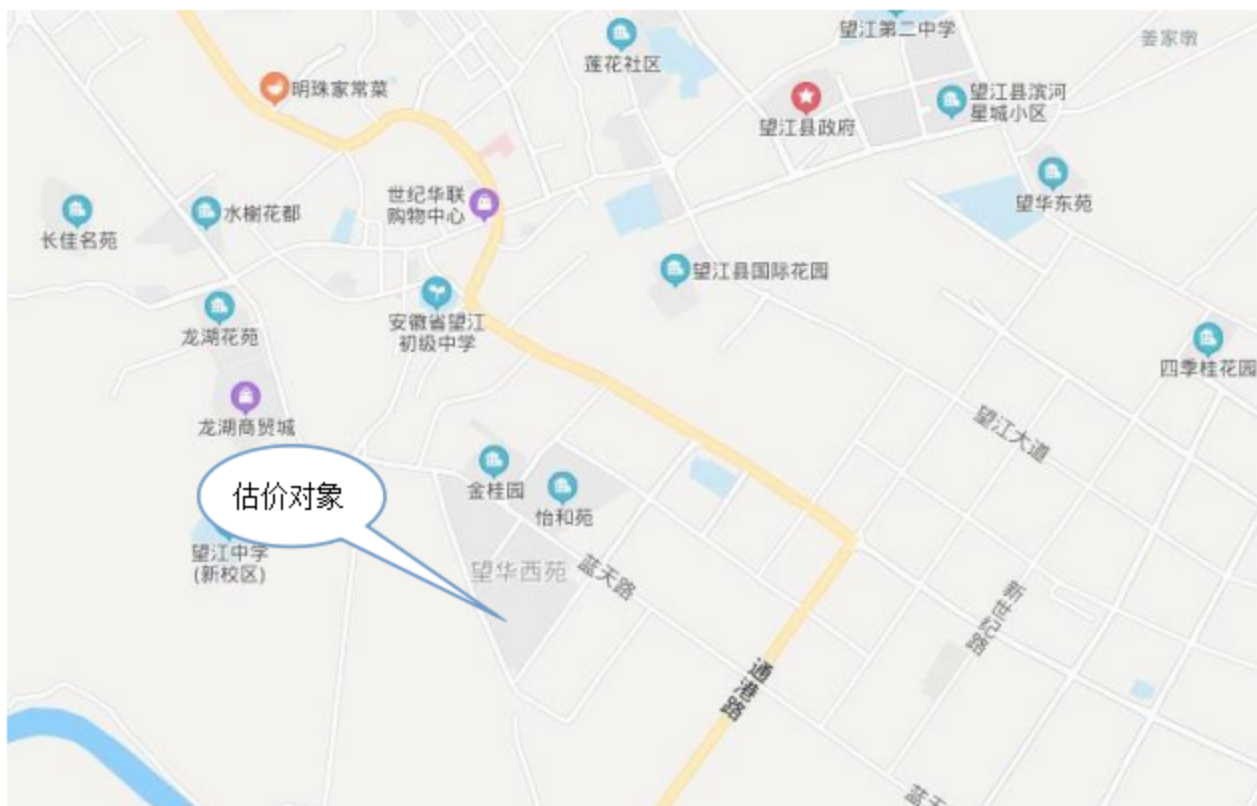 望江第二中学
姜家墩
莲花社区
明珠家常菜
望江县滨河
星城小区
望江县政府
世纪华联
购物中心
望华东苑
水榭花都
长佳名苑
望江县国际花园
安徽省望江
初级中学
龙湖花苑
四季桂花园
望江大道
龙湖商贸城
估价对象
金桂园
怡和苑
望江中学
(新校区)
望华西苑
蓝天路
新世纪路
通港路
蓝天